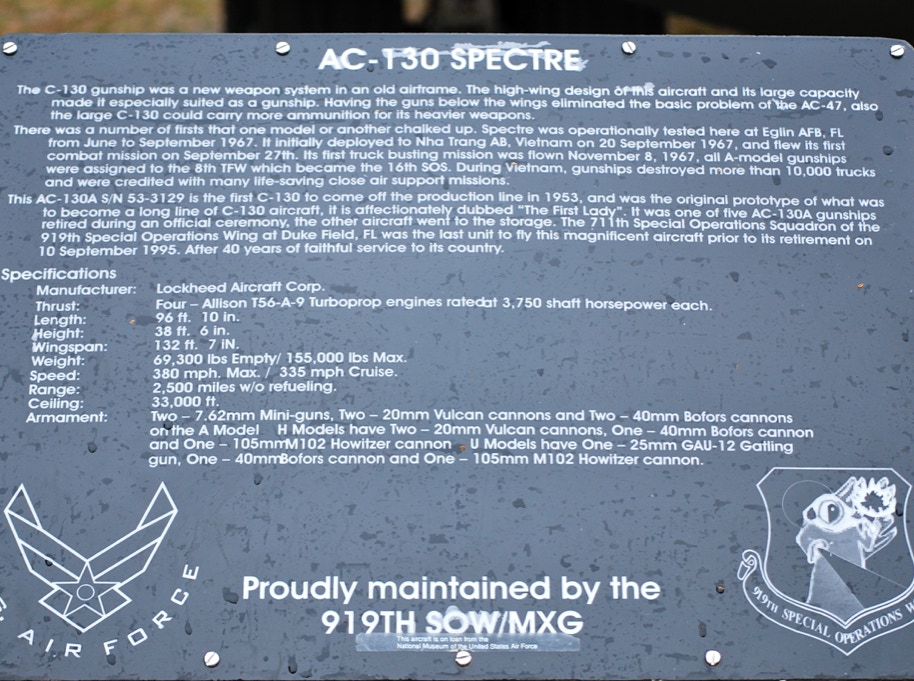 AC-130 SPECTRE
The C-130 gunship was a new weapon system in an old airframe. The high-wing design of this aircraft and its large capacity
made it especially suited as a gunship. Having the guns below the wings eliminated the basic problem of the AC-47, also
the large C-130 could carry more ammunition for its heavier weapons.
There was a number of firsts that one model or another chalked up. Spectre was operationally tested here at Eglin AFB, FL
from June to September 1967. It initially deployed to Nha Trang AB, Vietnam on 20 September 1967, and flew its first
combat mission on September 27th. Its first truck busting mission was flown November 8, 1967, all A-model gunships
were assigned to the 8th TFW which became the 16th SOS. During Vietnam, gunships destroyed more than 10,000 trucks
and were credited with many life-saving close air support missions.
This AC-130A S/N 53-3129 is the first C-130 to come off the production line in 1953, and was the original prototype of what was
to become a long line of C-130 aircraft, it is affectionately dubbed "The First Lady". It was one of five AC-130A gunships
retired during an official ceremony, the other aircraft went to the storage. The 711th Special Operations Squadron of the
919th Special Operations Wing at Duke Field, FL was the last unit to fly this magnificent aircraft prior to its retirement on
10 September 1995. After 40 years of faithful service to its country.
Specifications
Manufacturer: Lockheed Aircraft Corp.
Thrust: Four – Allison T56-A-9 Turboprop engines rated at 3,750 shaft horsepower each.
Length: 96 ft. 10 in.
Height: 38 ft. 6 in.
Wingspan: 132 ft. 7 iN.
Weight: 69,300 lbs Empty/ 155,000 lbs Max.
Speed: 380 mph. Max. / 335 mph Cruise.
Range: 2,500 miles w/o refueling.
Ceiling: 33,000 ft.
Armament: Two – 7.62mm Mini-guns, Two – 20mm Vulcan cannons and Two – 40mm Bofors cannons
on the A Model H Models have Two – 20mm Vulcan cannons, One – 40mm Bofors cannon
and One – 105mm M102 Howitzer cannon U Models have One – 25mm GAU-12 Gatling
gun, One – 40mm Bofors cannon and One – 105mm M102 Howitzer cannon.
AIR FORCE
Proudly maintained by the
919TH SOW/MXG
This aircraft is on loan from the
National Museum of the United States Air Force
919TH SPECIAL OPERATIONS